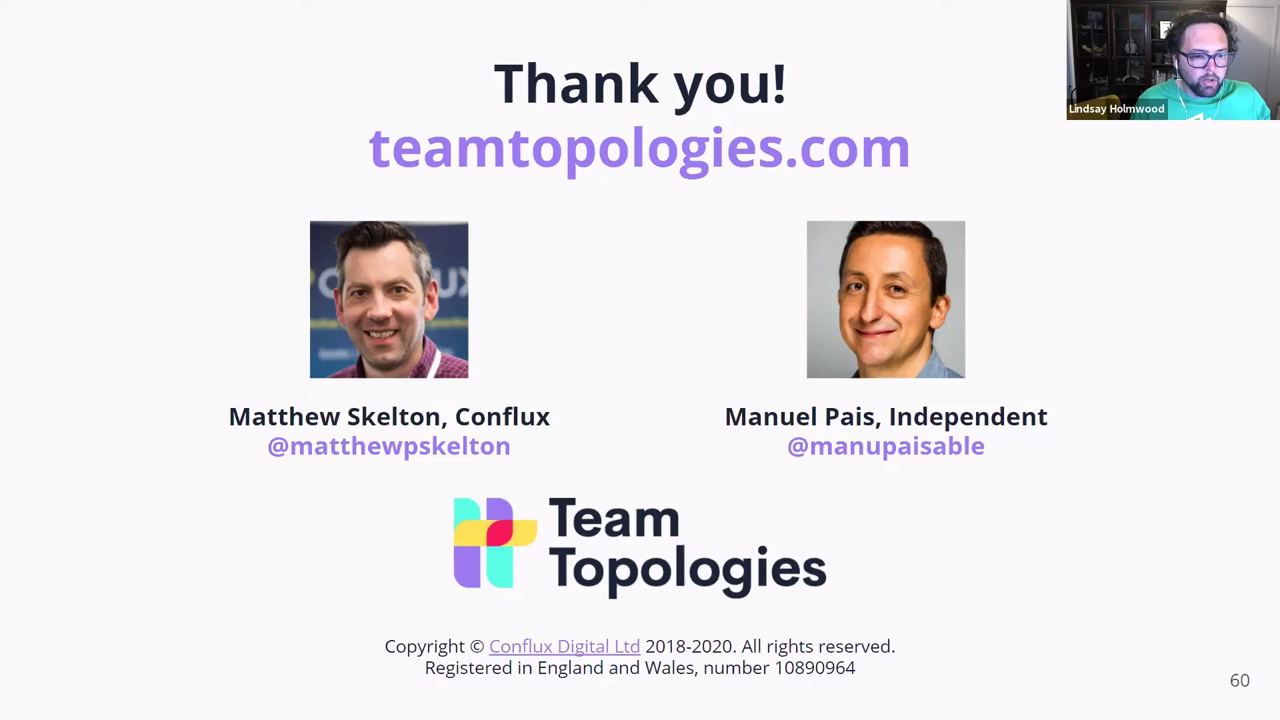 Thank you!
teamtopologies.com
Lindsay Holmwood
Matthew Skelton, Conflux
@matthewpskelton
Manuel Pais, Independent
@manupaisable
Team
Topologies
Copyright © Conflux Digital Ltd 2018-2020. All rights reserved.
Registered in England and Wales, number 10890964
60